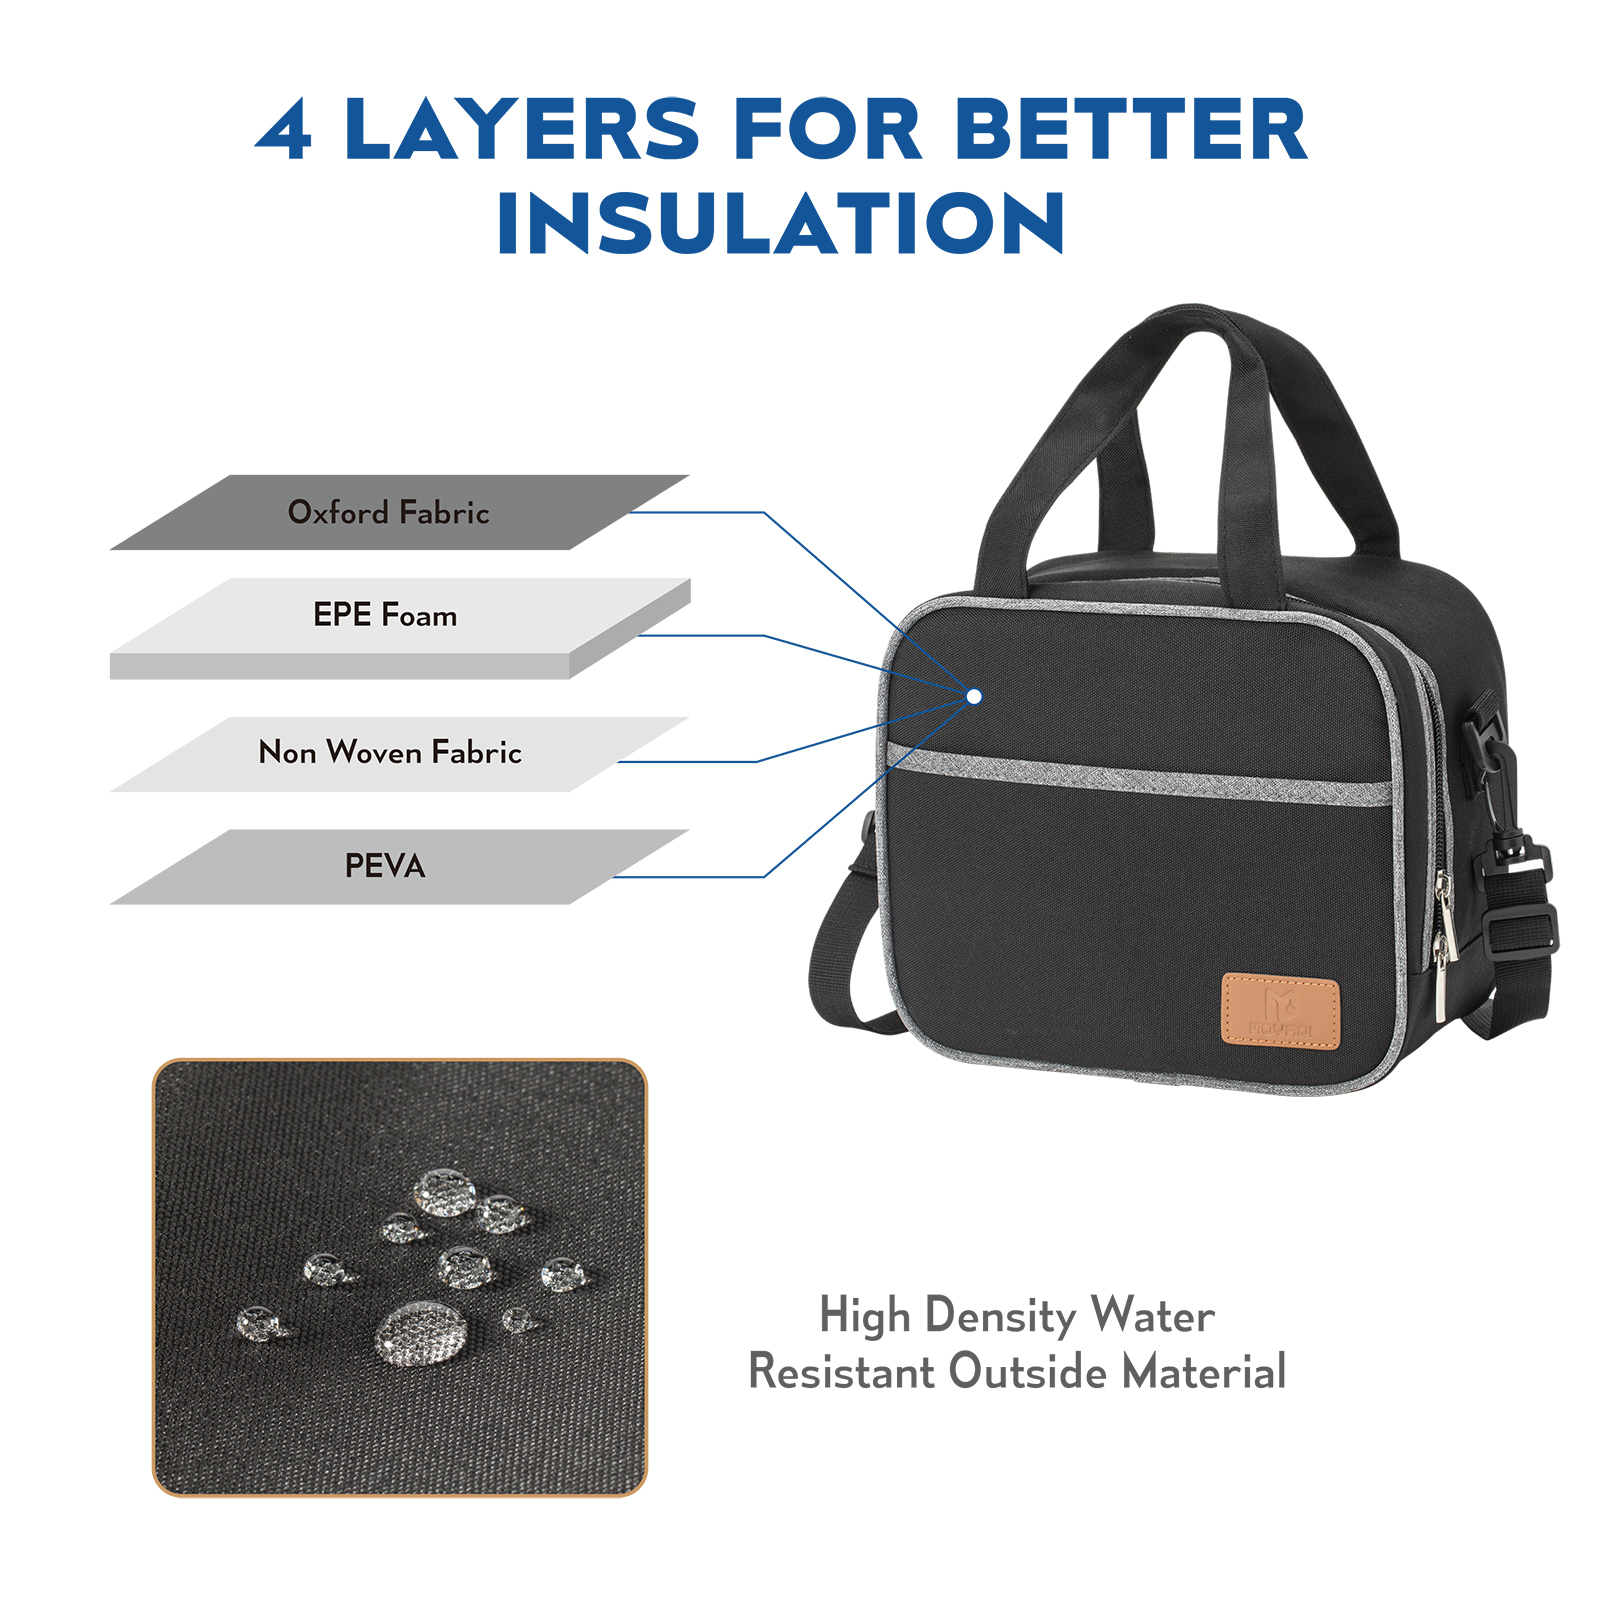 4 LAYERS FOR BETTER
INSULATION
Oxford Fabric
EPE Foam
Non Woven Fabric
PEVA
High Density Water
Resistant Outside Material